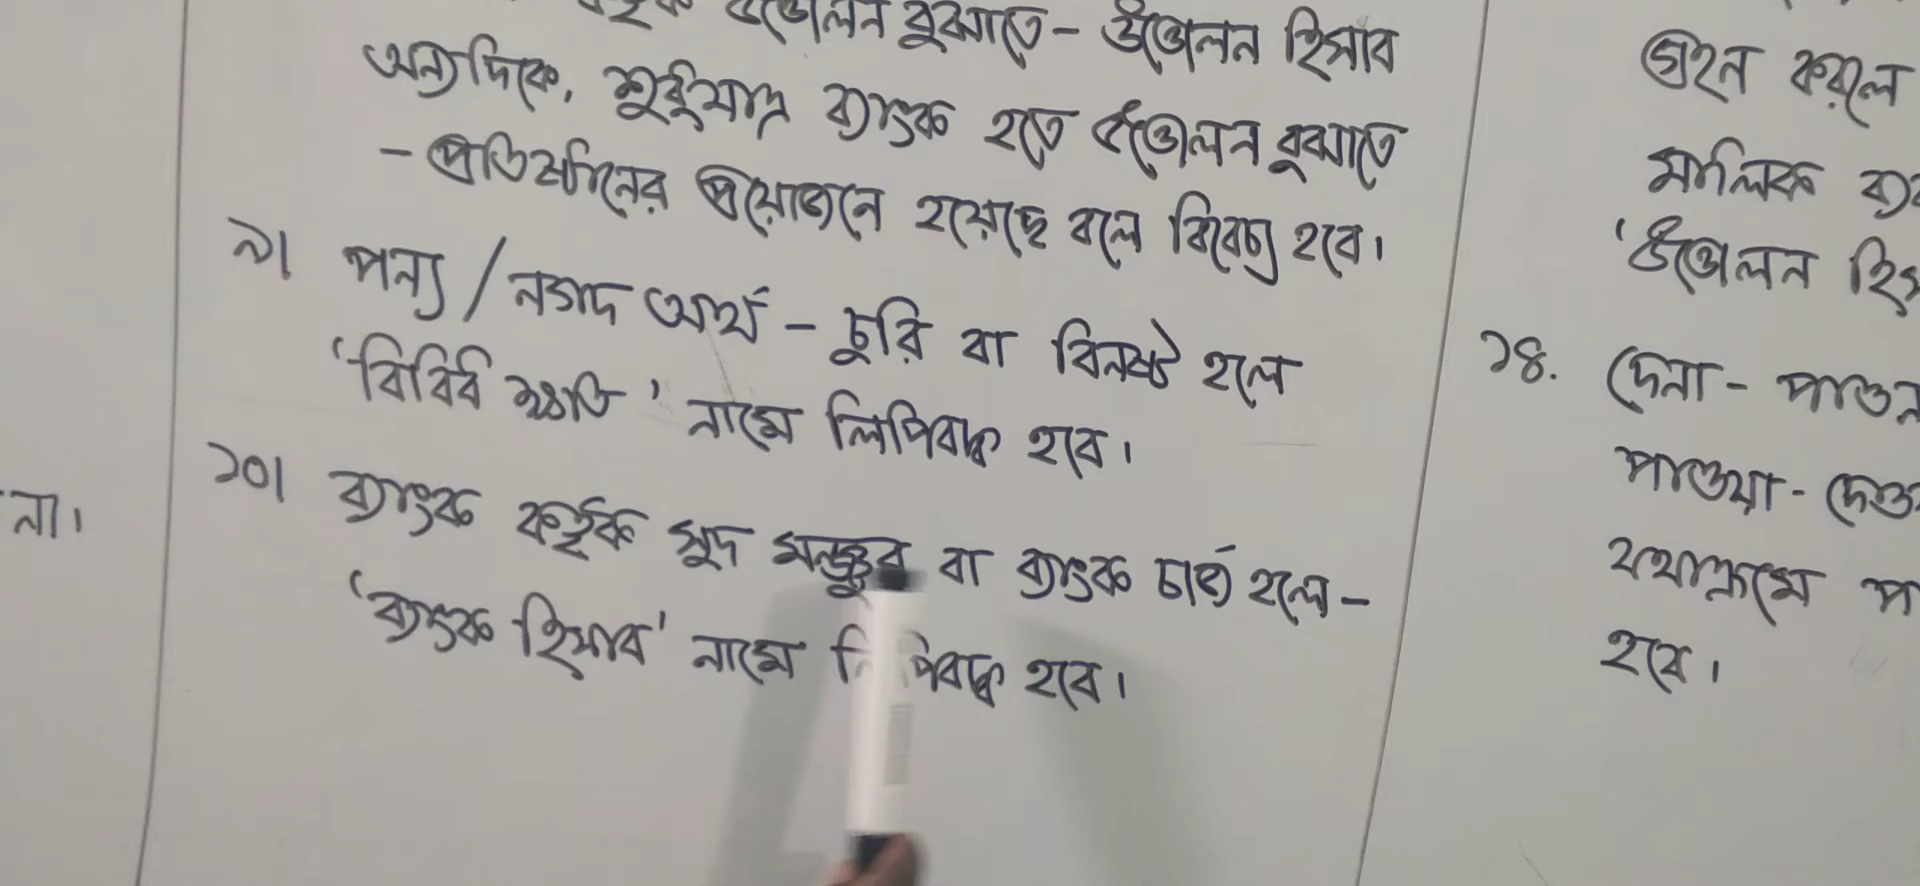 কর্তৃক উত্তোলন বুঝাতে - উত্তোলন হিসাব
অন্যদিকে, শুধুমাত্র ব্যাংক হতে উত্তোলন বুঝাতে
- প্রতিষ্ঠানের প্রয়োজনে হয়েছে বলে বিবেচ্য হবে।
৯। পন্য / নগদ অর্থ - চুরি বা বিনষ্ট হলে
'বিবিধ ক্ষতি' নামে লিপিবদ্ধ হবে।
১০। ব্যাংক কর্তৃক সুদ মন্জুর বা ব্যাংক চার্জ হলে -
'ব্যাংক হিসাব' নামে লিপিবদ্ধ হবে।
না।
গ্রহন করলে
মালিক
'উত্তোলন
১৪. দেনা -
পাওয়া -
যথাক্রমে
হবে।